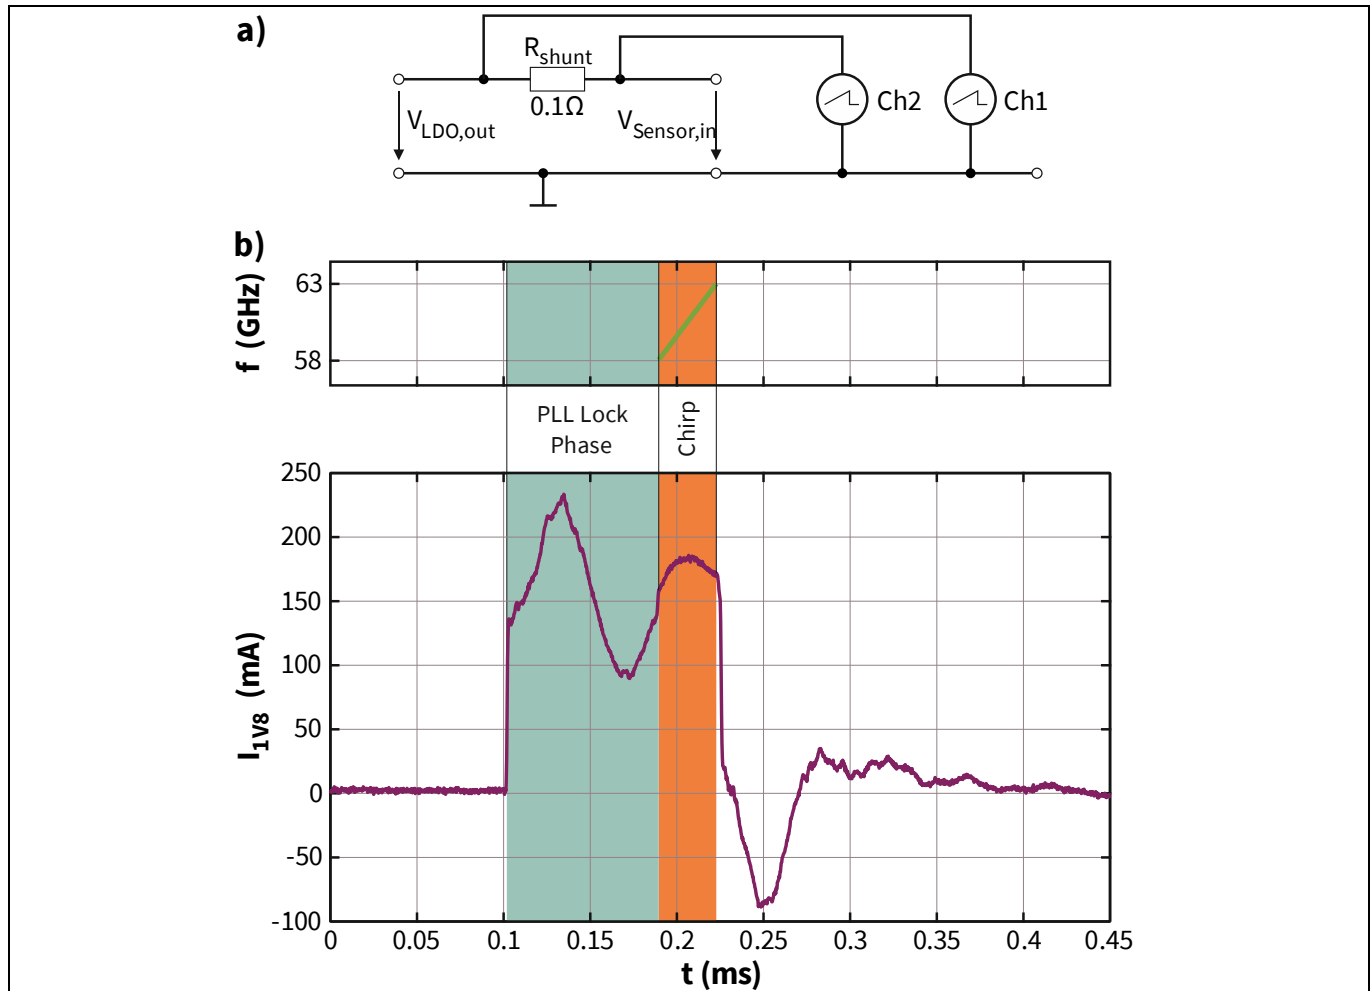 a)
Rshunt
0.1Ω
VLDO,out
VSensor,in
Ch2
Ch1
b)
f (GHz)
63
58
PLL Lock
Phase
Chirp
I1V8 (mA)
250
200
150
100
50
0
-50
-100
0 0.05 0.1 0.15 0.2 0.25 0.3 0.35 0.4 0.45
t (ms)